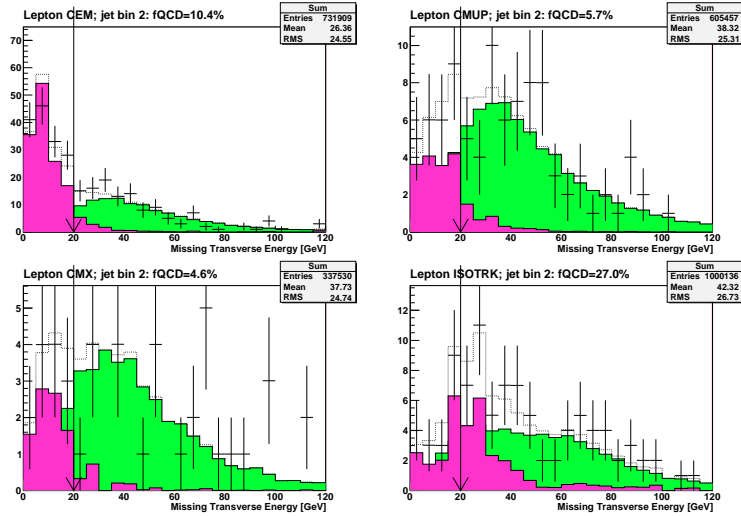 Lepton CEM; jet bin 2: fQCD=10.4%
Sum
Entries 731909
Mean 26.36
RMS 24.55
70
60
50
40
30
20
10
0
0 20 40 60 80 100 120
Missing Transverse Energy [GeV]
Lepton CMUP; jet bin 2: fQCD=5.7%
Sum
Entries 605457
Mean 38.32
RMS 25.31
10
8
6
4
2
0
0 20 40 60 80 100 120
Missing Transverse Energy [GeV]
Lepton CMX; jet bin 2: fQCD=4.6%
Sum
Entries 337530
Mean 37.73
RMS 24.74
5
4
3
2
1
0
0 20 40 60 80 100 120
Missing Transverse Energy [GeV]
Lepton ISOTRK; jet bin 2: fQCD=27.0%
Sum
Entries 1000136
Mean 42.32
RMS 26.73
12
10
8
6
4
2
0
0 20 40 60 80 100 120
Missing Transverse Energy [GeV]